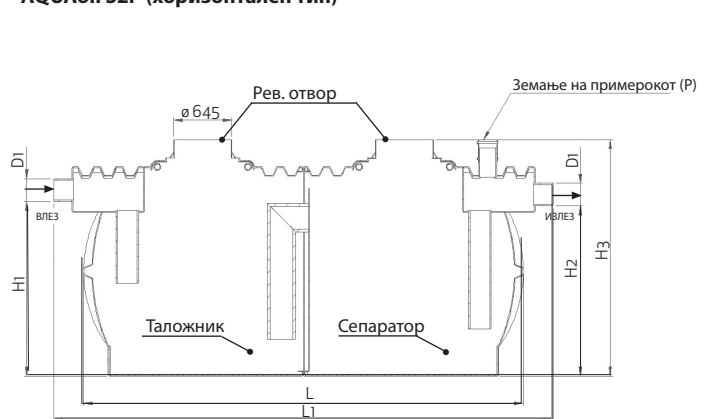 Земање на примерокот (P)
Рев. отвор
ø 645
D1
D1
ВЛЕЗ
ИЗЛЕЗ
H1
H2
H3
Таложник
Сепаратор
L
L1